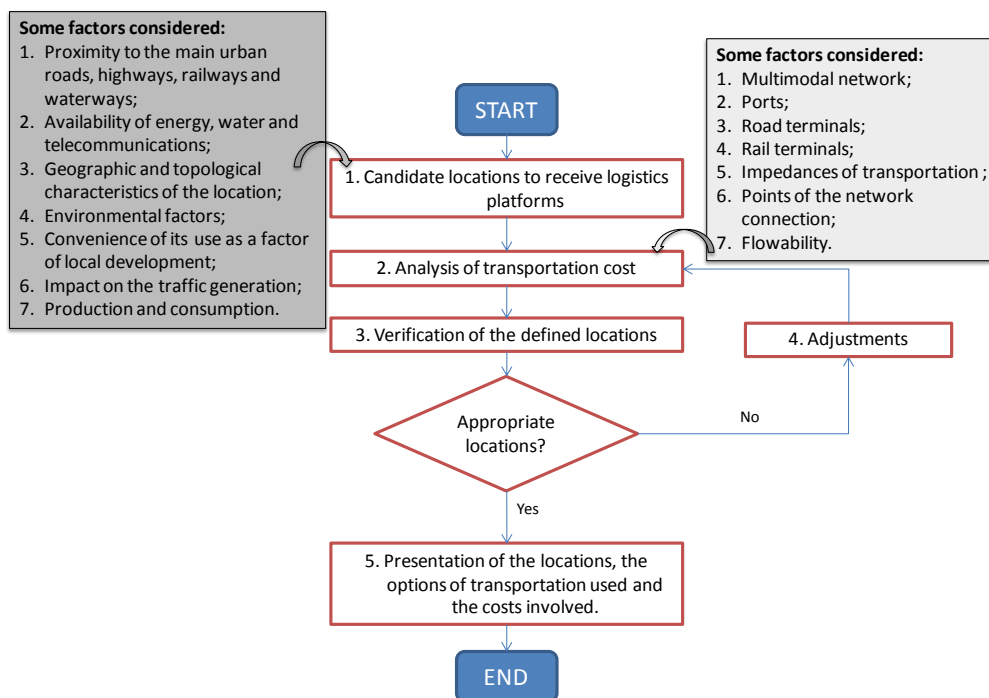 Some factors considered:
1. Proximity to the main urban
roads, highways, railways and
waterways;
2. Availability of energy, water and
telecommunications;
3. Geographic and topological
characteristics of the location;
4. Environmental factors;
5. Convenience of its use as a factor
of local development;
6. Impact on the traffic generation;
7. Production and consumption.
Some factors considered:
1. Multimodal network;
2. Ports;
3. Road terminals;
4. Rail terminals;
5. Impedances of transportation ;
6. Points of the network
connection;
7. Flowability.
START
1. Candidate locations to receive logistics
platforms
2. Analysis of transportation cost
3. Verification of the defined locations
4. Adjustments
Appropriate
locations?
No
Yes
5. Presentation of the locations, the
options of transportation used and
the costs involved.
END